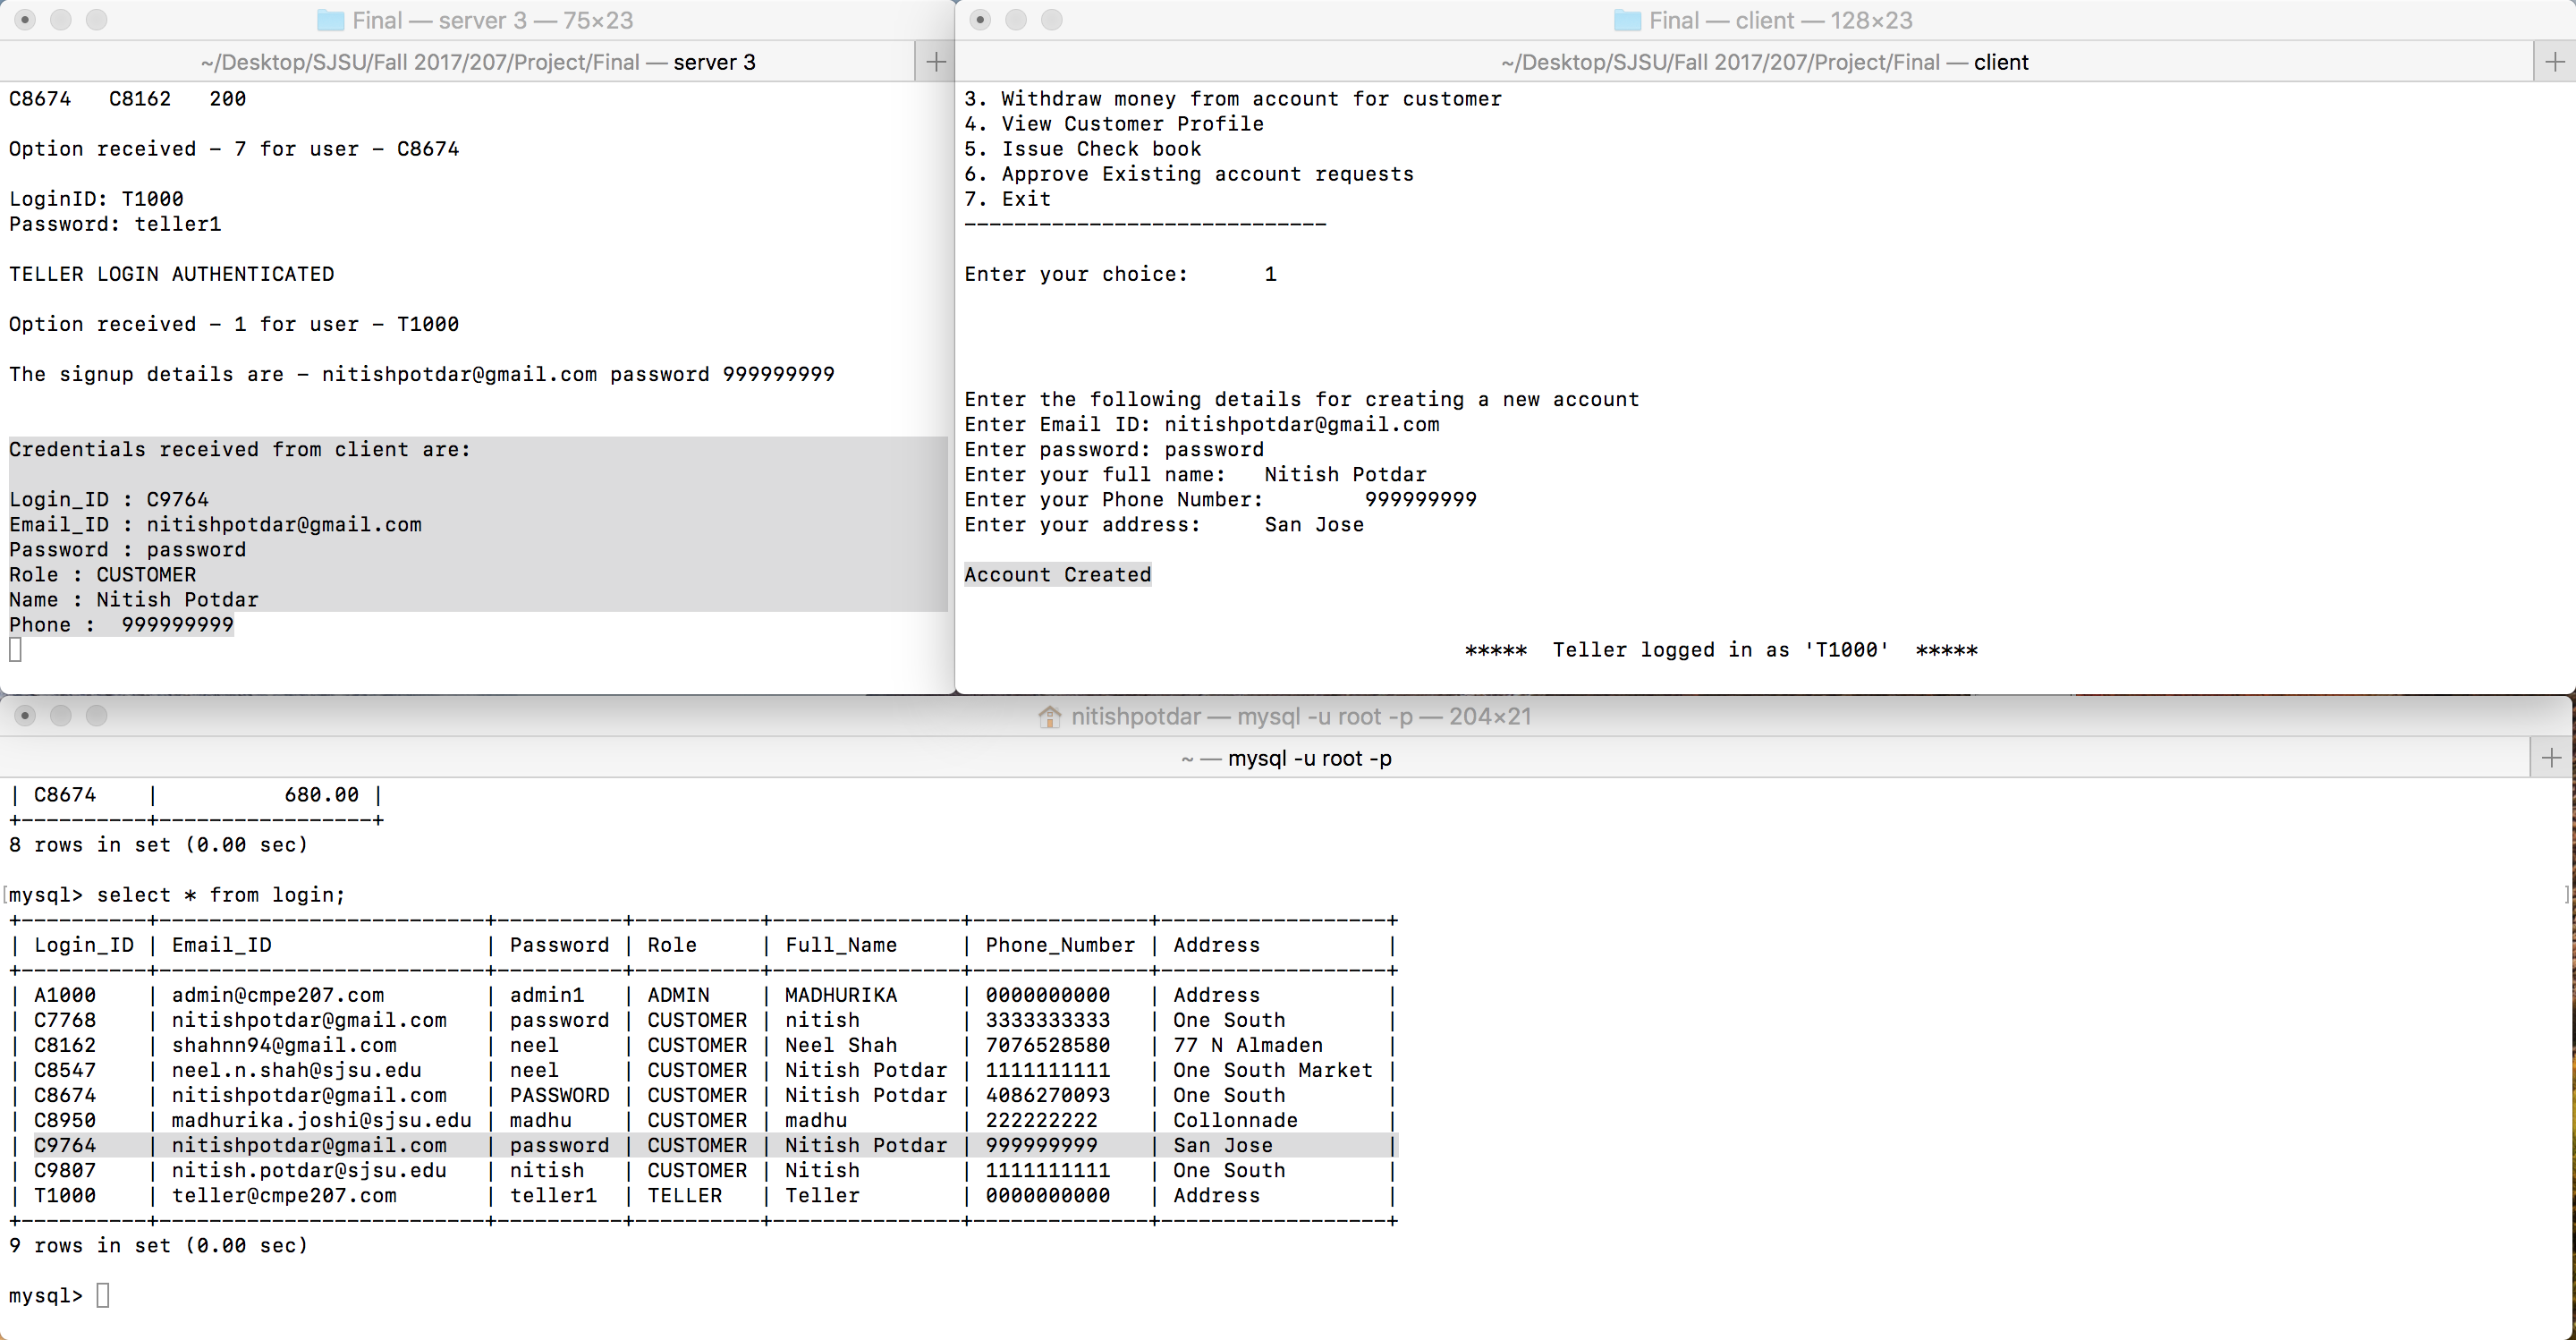 Final — server 3 — 75×23
~/Desktop/SJSU/Fall 2017/207/Project/Final — server 3
C8674   C8162   200
Option received – 7 for user – C8674
LoginID: T1000
Password: teller1
TELLER LOGIN AUTHENTICATED
Option received – 1 for user – T1000
The signup details are – nitishpotdar@gmail.com password 999999999
Credentials received from client are:
Login_ID : C9764
Email_ID : nitishpotdar@gmail.com
Password : password
Role : CUSTOMER
Name : Nitish Potdar
Phone :  999999999
Final — client — 128×23
~/Desktop/SJSU/Fall 2017/207/Project/Final — client
3. Withdraw money from account for customer
4. View Customer Profile
5. Issue Check book
6. Approve Existing account requests
7. Exit
-----------------------------
Enter your choice:      1
Enter the following details for creating a new account
Enter Email ID: nitishpotdar@gmail.com
Enter password: password
Enter your full name:   Nitish Potdar
Enter your Phone Number:        999999999
Enter your address:     San Jose
Account Created
*****  Teller logged in as 'T1000'  *****
nitishpotdar — mysql -u root -p — 204×21
~ — mysql -u root -p
| C8674    |          680.00 |
+----------+-----------------+
8 rows in set (0.00 sec)
[mysql> select * from login;]
+----------+--------------------------+----------+----------+---------------+--------------+------------------+
| Login_ID | Email_ID                 | Password | Role     | Full_Name     | Phone_Number | Address          |
+----------+--------------------------+----------+----------+---------------+--------------+------------------+
| A1000    | admin@cmpe207.com        | admin1   | ADMIN    | MADHURIKA     | 0000000000   | Address          |
| C7768    | nitishpotdar@gmail.com   | password | CUSTOMER | nitish        | 3333333333   | One South        |
| C8162    | shahnn94@gmail.com       | neel     | CUSTOMER | Neel Shah     | 7076528580   | 77 N Almaden     |
| C8547    | neel.n.shah@sjsu.edu     | neel     | CUSTOMER | Nitish Potdar | 1111111111   | One South Market |
| C8674    | nitishpotdar@gmail.com   | PASSWORD | CUSTOMER | Nitish Potdar | 4086270093   | One South        |
| C8950    | madhurika.joshi@sjsu.edu | madhu    | CUSTOMER | madhu         | 222222222    | Collonnade       |
| C9764    | nitishpotdar@gmail.com   | password | CUSTOMER | Nitish Potdar | 999999999    | San Jose         |
| C9807    | nitish.potdar@sjsu.edu   | nitish   | CUSTOMER | Nitish        | 1111111111   | One South        |
| T1000    | teller@cmpe207.com       | teller1  | TELLER   | Teller        | 0000000000   | Address          |
+----------+--------------------------+----------+----------+---------------+--------------+------------------+
9 rows in set (0.00 sec)
mysql>